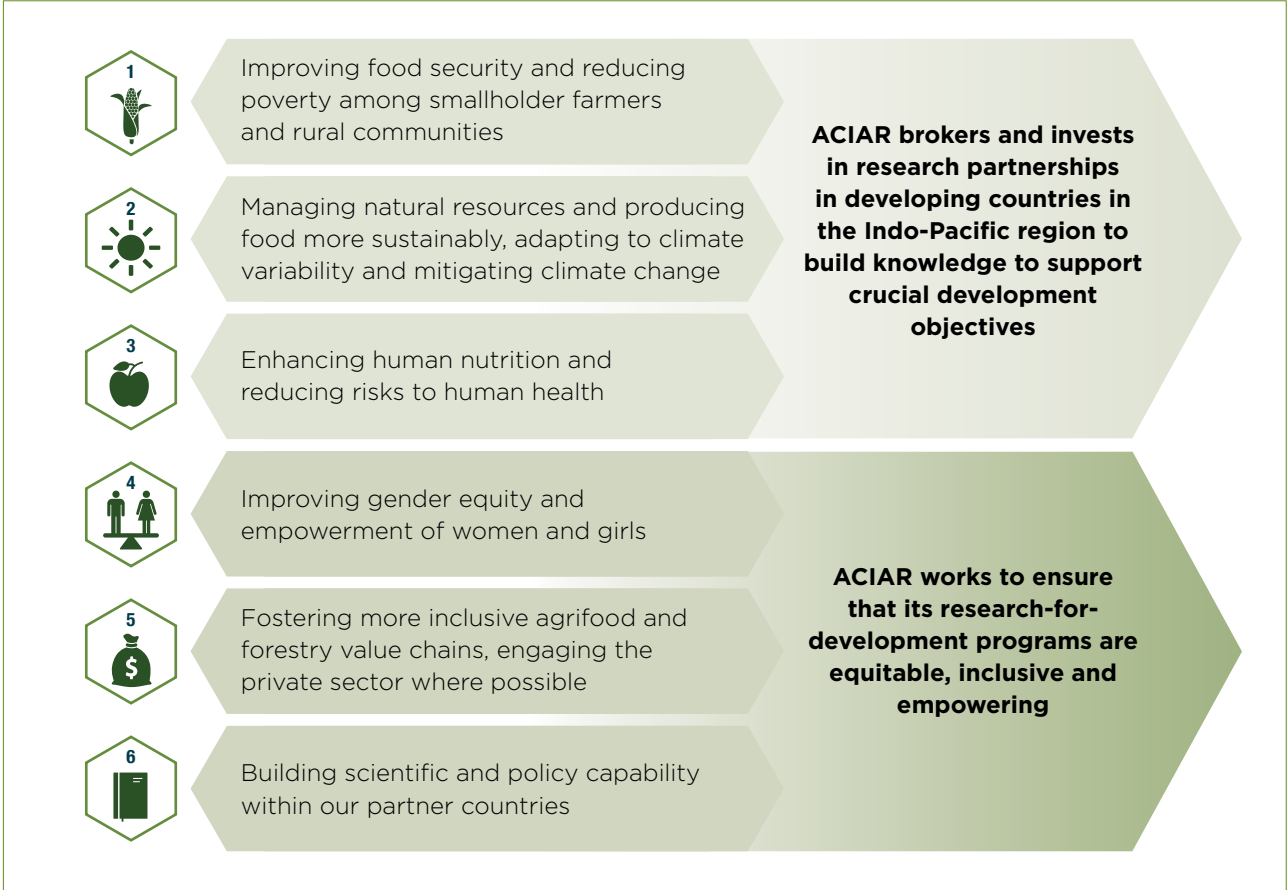 1
Improving food security and reducing
poverty among smallholder farmers
and rural communities
2
Managing natural resources and producing
food more sustainably, adapting to climate
variability and mitigating climate change
3
Enhancing human nutrition and
reducing risks to human health
ACIAR brokers and invests
in research partnerships
in developing countries in
the Indo-Pacific region to
build knowledge to support
crucial development
objectives
4
Improving gender equity and
empowerment of women and girls
5
$
Fostering more inclusive agrifood and
forestry value chains, engaging the
private sector where possible
6
Building scientific and policy capability
within our partner countries
ACIAR works to ensure
that its research-for-
development programs are
equitable, inclusive and
empowering